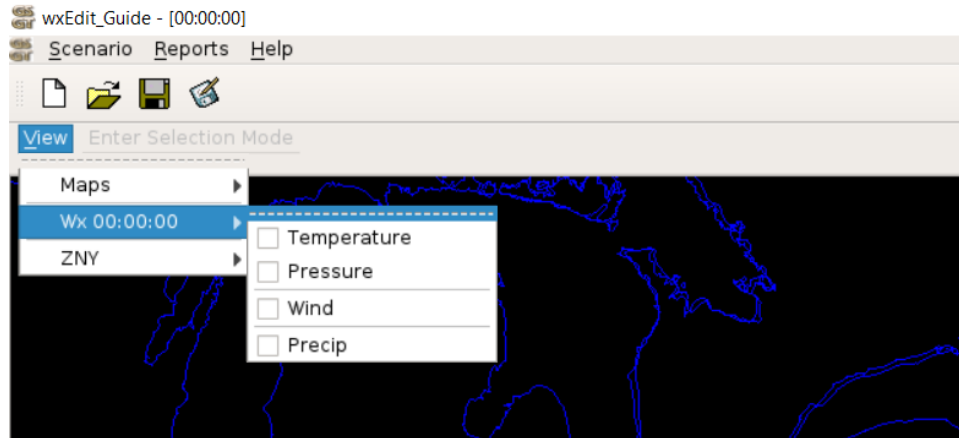 wxEdit_Guide - [00:00:00]
Scenario Reports Help
View Enter Selection Mode
Maps
Wx 00:00:00
ZNY
Temperature
Pressure
Wind
Precip